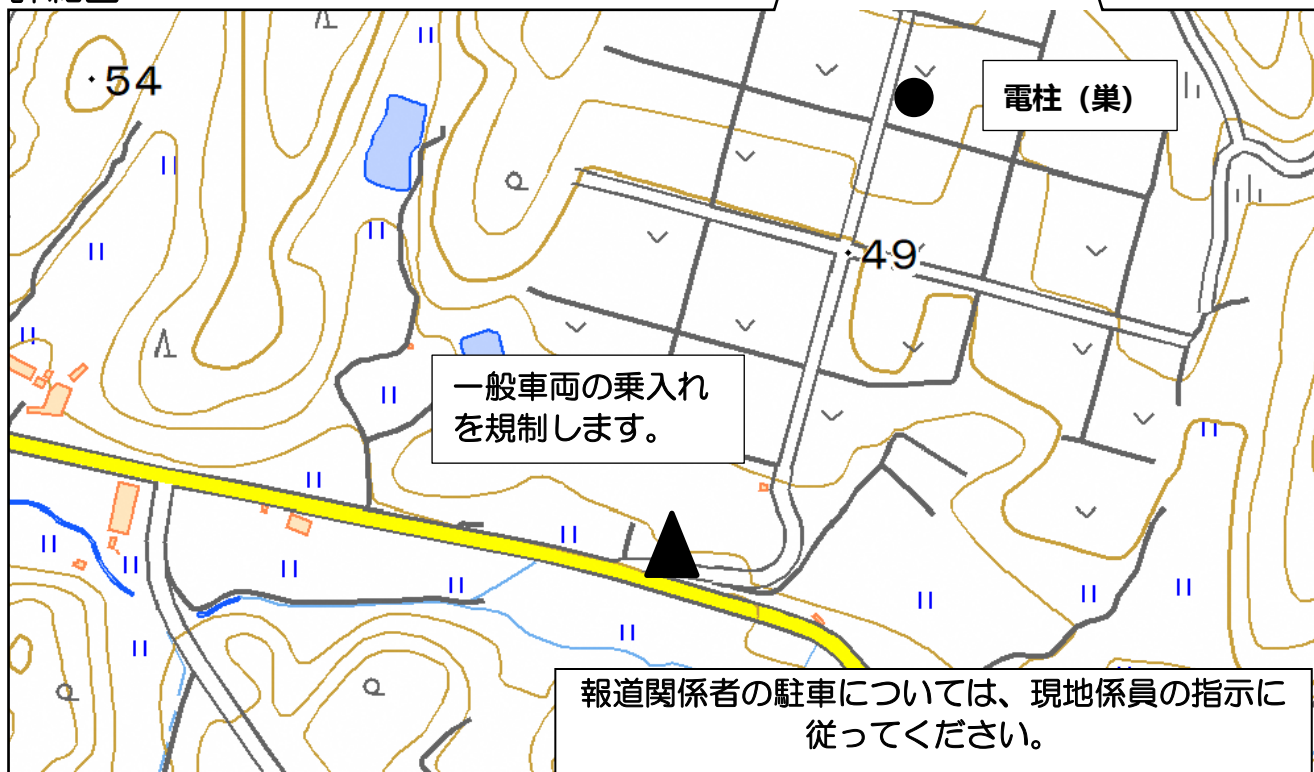 54
電柱（巣）
49
一般車両の乗入れ
を規制します。
報道関係者の駐車については、現地係員の指示に
従ってください。